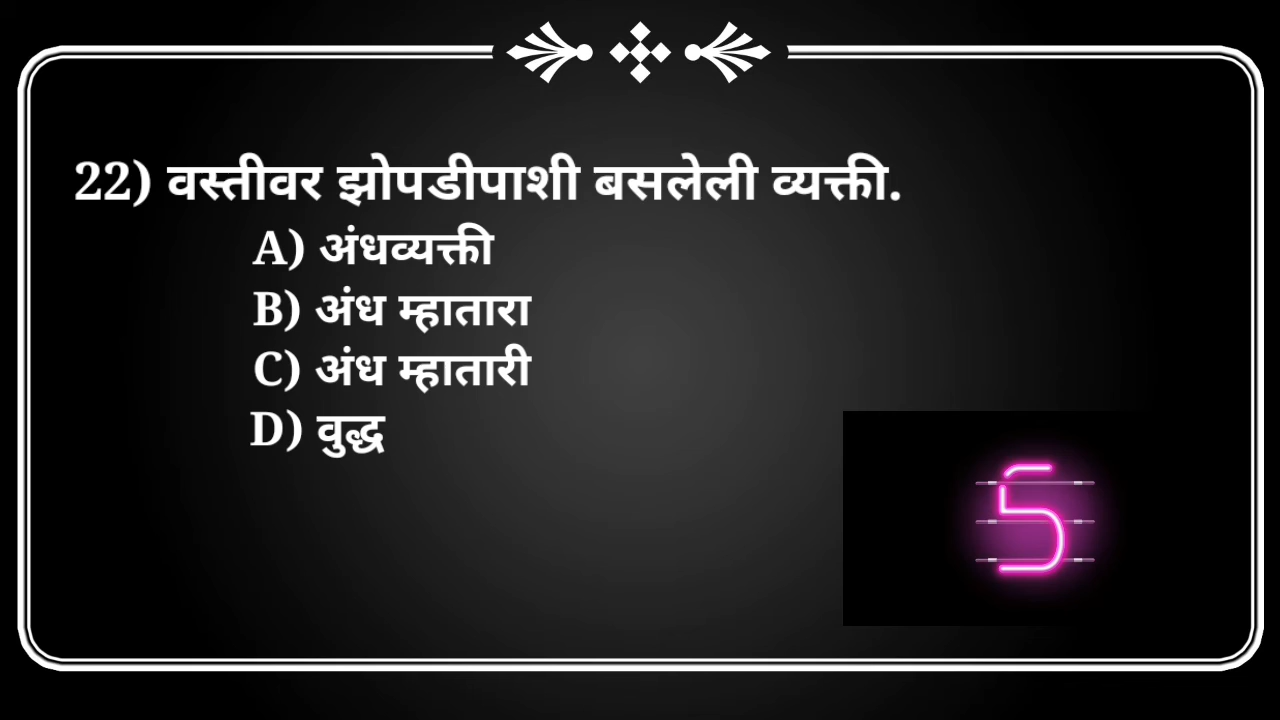 22) वस्तीवर झोपडीपाशी बसलेली व्यक्ती.
A) अंधव्यक्ती
B) अंध म्हातारा
C) अंध म्हातारी
D) वुद्ध
5